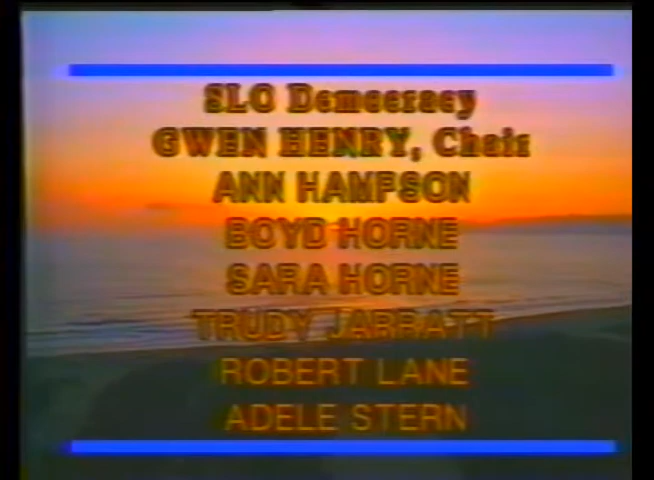 SLO Democracy
GWEN HENRY, Chair
ANN HAMPSON
BOYD HORNE
SARA HORNE
TRUDY JARRATT
ROBERT LANE
ADELE STERN